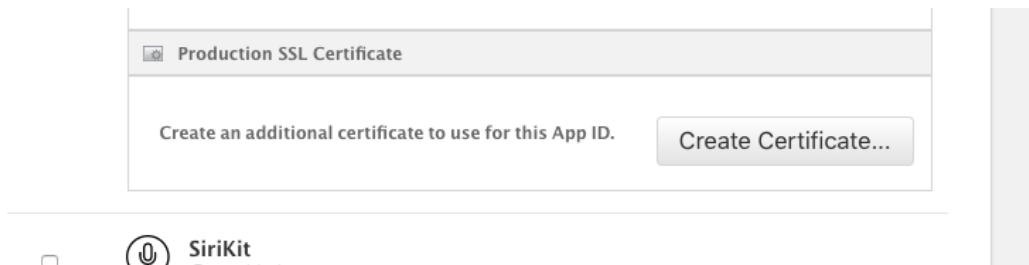 Production SSL Certificate
Create an additional certificate to use for this App ID.
Create Certificate...
SiriKit